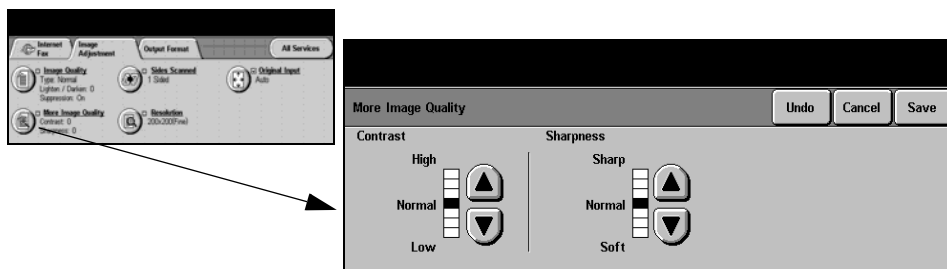 Internet Fax
Image Adjustment
Output Format
All Services
Image Quality
Type: Normal
Lighten / Darken: 0
Suppression: On
Sides Scanned
1 Sided
Original Input
Auto
More Image Quality
Contrast: 0
Sharpness: 0
Resolution
200x200(Fine)
More Image Quality
Undo
Cancel
Save
Contrast
High
Normal
Low
Sharpness
Sharp
Normal
Soft